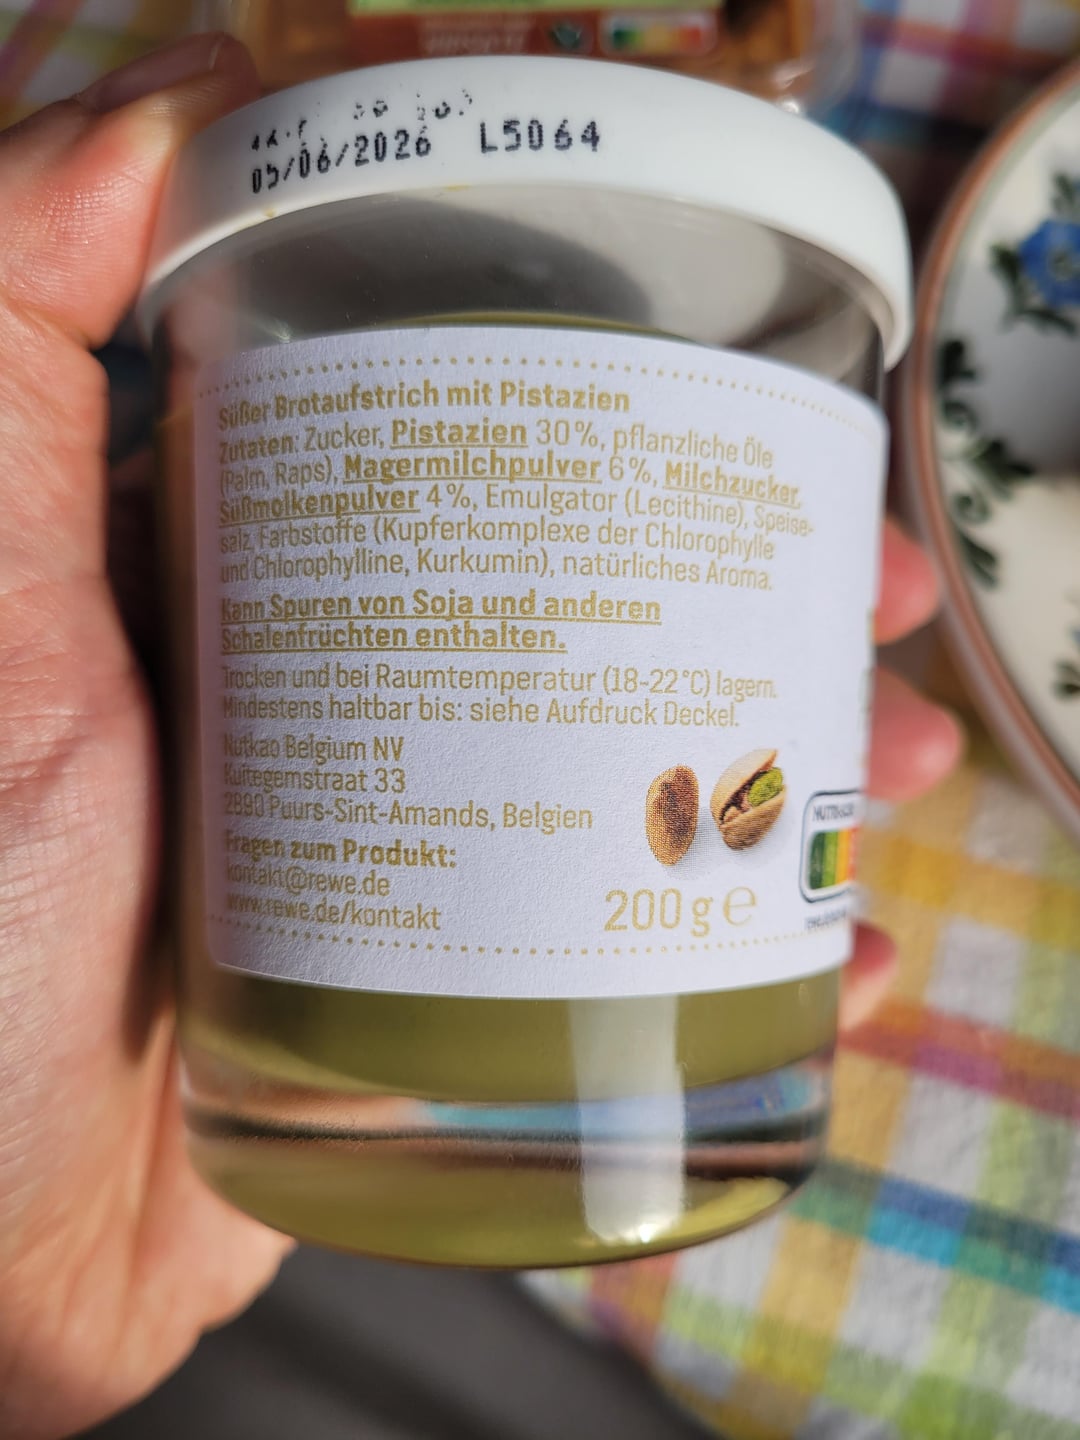 05/06/2026 L5064
Süßer Brotaufstrich mit Pistazien
Zutaten: Zucker, Pistazien 30%, pflanzliche Öle
(Palm, Raps), Magermilchpulver 6%, Milchzucker,
Süßmolkenpulver 4%, Emulgator (Lecithine), Speise-
salz, Farbstoffe (Kupferkomplexe der Chlorophylle
und Chlorophylline, Kurkumin), natürliches Aroma.
Kann Spuren von Soja und anderen
Schalenfrüchten enthalten.
Trocken und bei Raumtemperatur (18-22°C) lagern.
Mindestens haltbar bis: siehe Aufdruck Deckel.
Nutkao Belgium NV
Kuitegemstraat 33
2890 Puurs-Sint-Amands, Belgien
Fragen zum Produkt:
kontakt@rewe.de
www.rewe.de/kontakt
200 g e